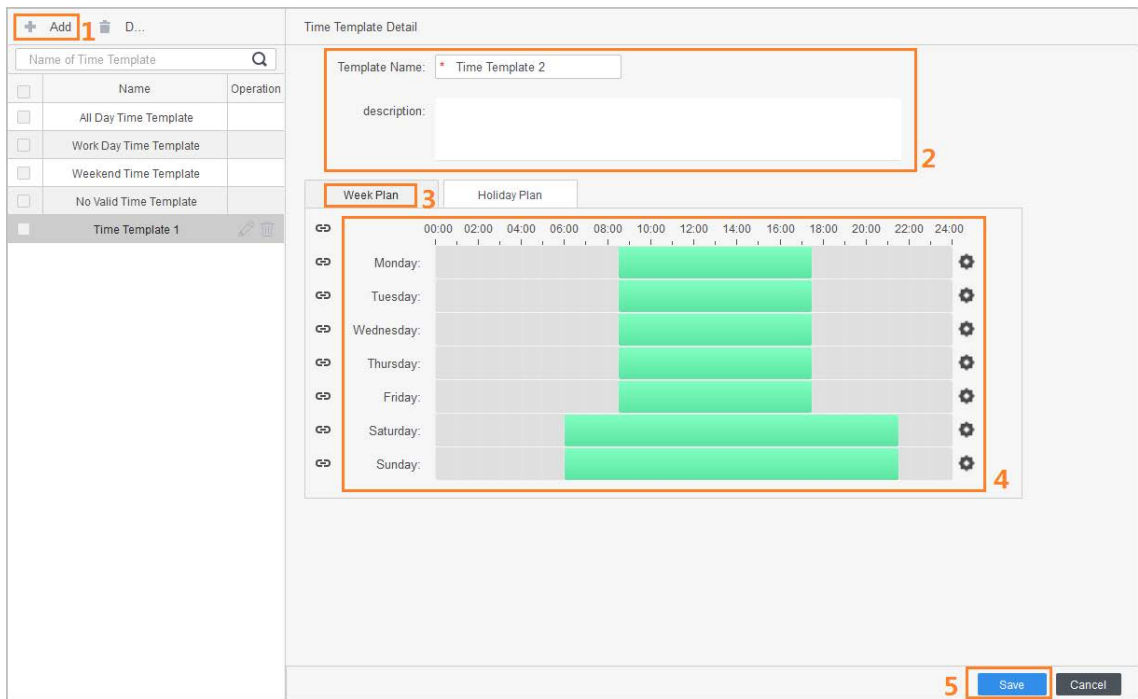 Add 1 D...
Name of Time Template
Name Operation
All Day Time Template
Work Day Time Template
Weekend Time Template
No Valid Time Template
Time Template 1
Time Template Detail
Template Name: * Time Template 2
description:
2
Week Plan 3 Holiday Plan
00:00 02:00 04:00 06:00 08:00 10:00 12:00 14:00 16:00 18:00 20:00 22:00 24:00
Monday:
Tuesday:
Wednesday:
Thursday:
Friday:
Saturday:
Sunday:
4
5 Save Cancel